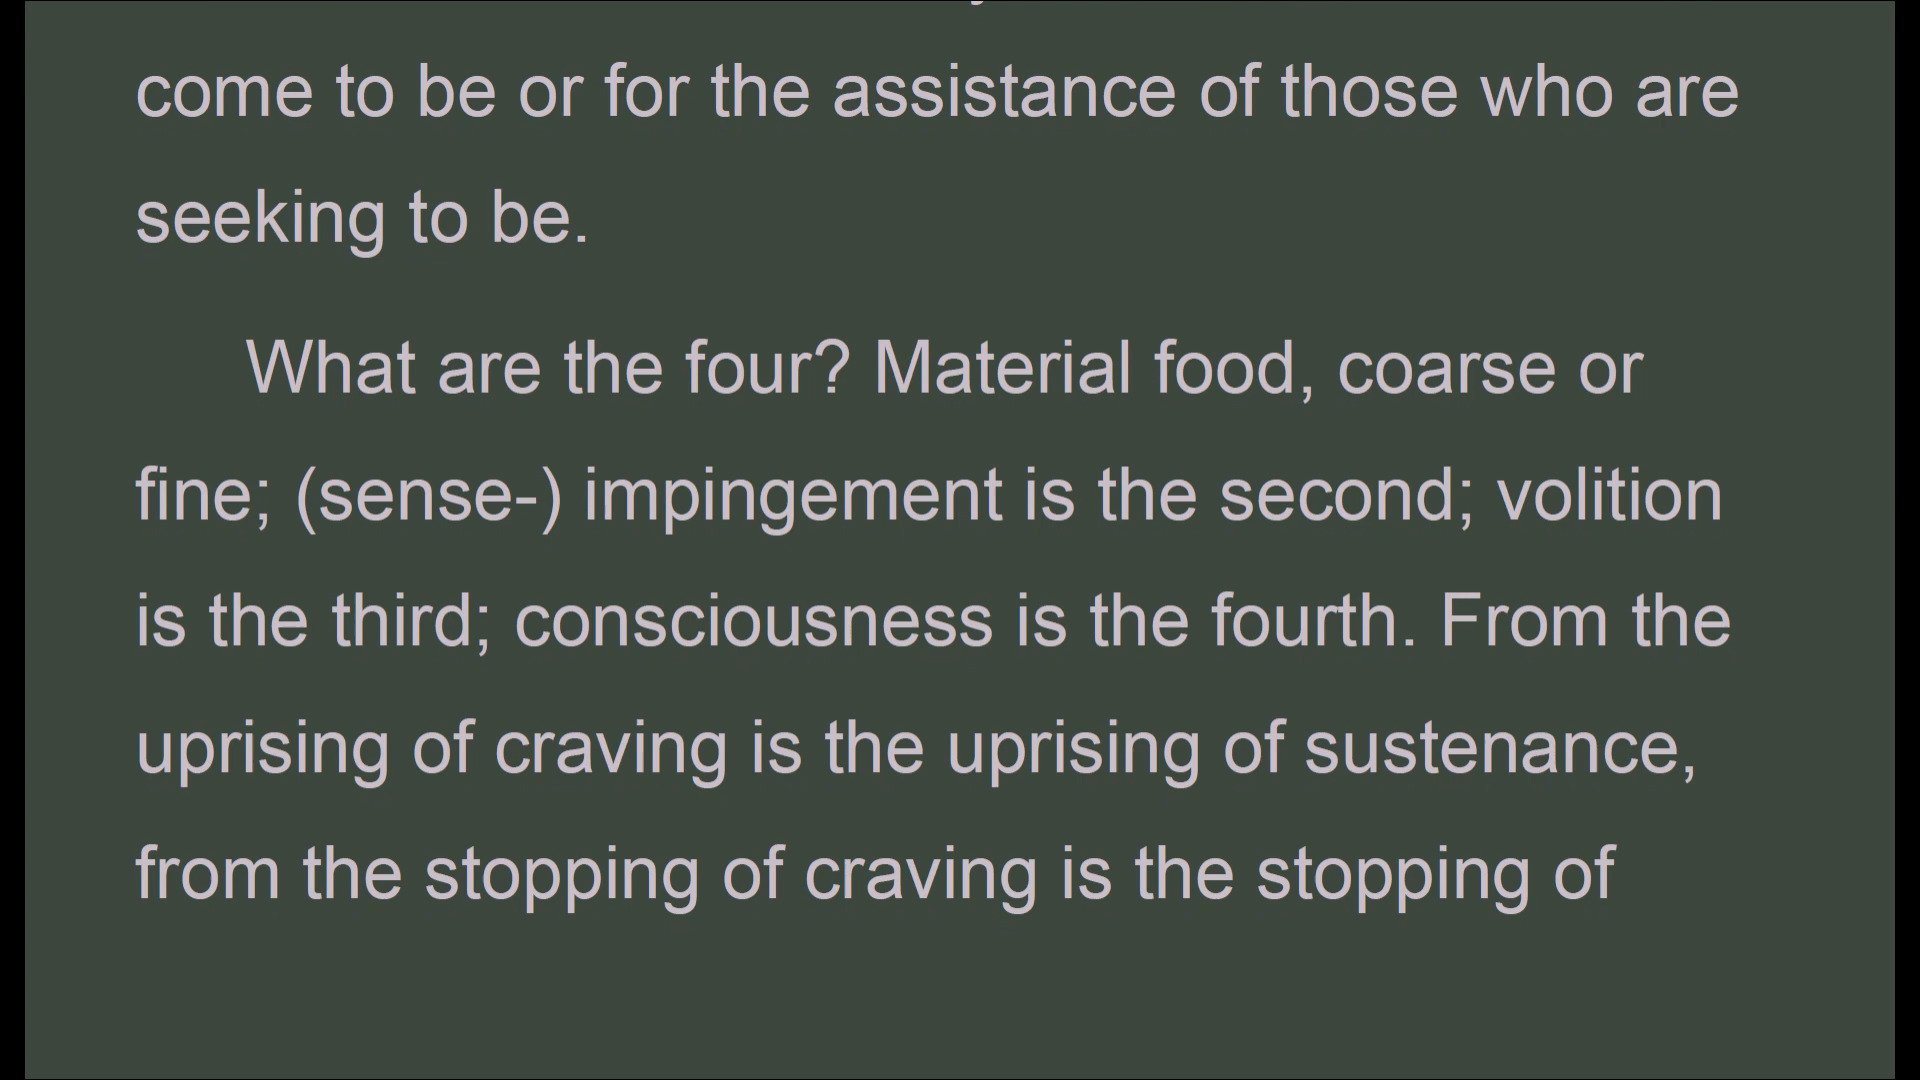 come to be or for the assistance of those who are
seeking to be.
What are the four? Material food, coarse or
fine; (sense-) impingement is the second; volition
is the third; consciousness is the fourth. From the
uprising of craving is the uprising of sustenance,
from the stopping of craving is the stopping of